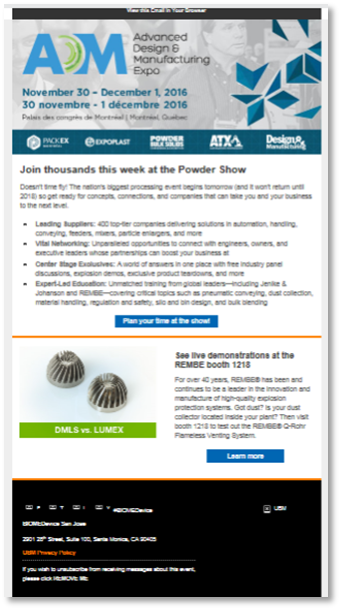 View this Email in Your Browser
ADM Advanced
Design &
Manufacturing
Expo
November 30 – December 1, 2016
30 novembre - 1 décembre 2016
Palais des congrès de Montréal | Montréal, Québec
PACKEX
EXPOPLAST
POWDER
BULK SOLIDS
ATX
Design &
Manufacturing
Join thousands this week at the Powder Show
Doesn't time fly! The nation's biggest processing event begins tomorrow (and it won't return until
2018) so get ready for concepts, connections, and companies that can take you and your business
to the next level.
• Leading Suppliers: 400 top-tier companies delivering solutions in automation, handling,
conveying, feeders, mixers, particle enlargers, and more
• Vital Networking: Unparalleled opportunities to connect with engineers, owners, and
executive leaders whose partnerships can boost your business at
• Center Stage Exclusives: A world of answers in one place with free industry panel
discussions, explosion demos, exclusive product teardowns, and more
• Expert-Led Education: Unmatched training from global leaders—including Jenike &
Johanson and REMBE—covering critical topics such as pneumatic conveying, dust collection,
material handling, regulation and safety, silo and bin design, and bulk blending
Plan your time at the show!
See live demonstrations at the
REMBE booth 1218
For over 40 years, REMBE® has been and
continues to be a leader in the innovation and
manufacture of high-quality explosion
protection systems. Got dust? Is your dust
collector located inside your plant? Then visit
booth 1218 to test out the REMBE® Q-Rohr
Flameless Venting System.
DMLS vs. LUMEX
Learn more
#BIOMEDevice
UBM
BIOMEDevice San Jose
2901 28th Street, Suite 100, Santa Monica, CA 90405
UBM Privacy Policy
If you wish to unsubscribe from receiving messages about this event,
please click